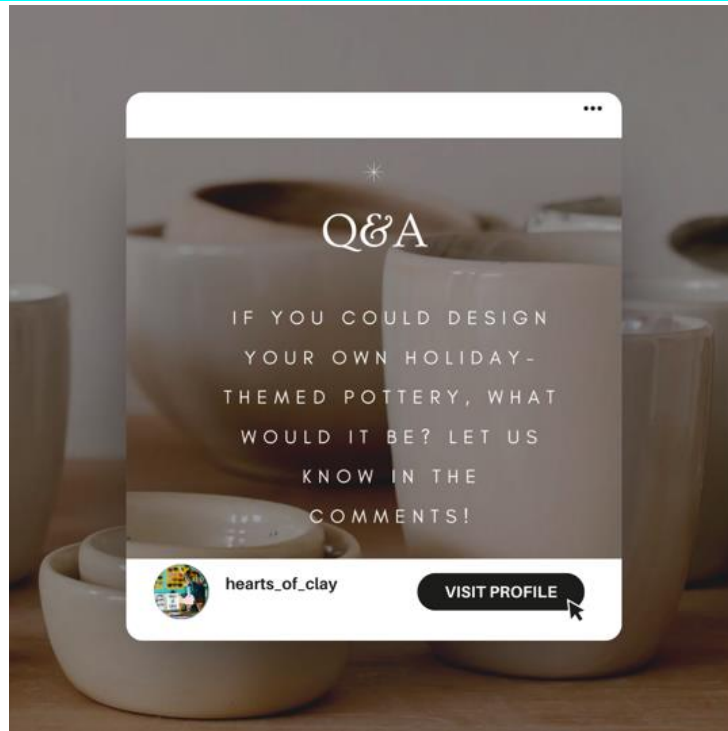 Q&A
IF YOU COULD DESIGN
YOUR OWN HOLIDAY-
THEMED POTTERY, WHAT
WOULD IT BE? LET US
KNOW IN THE
COMMENTS!
hearts_of_clay
VISIT PROFILE